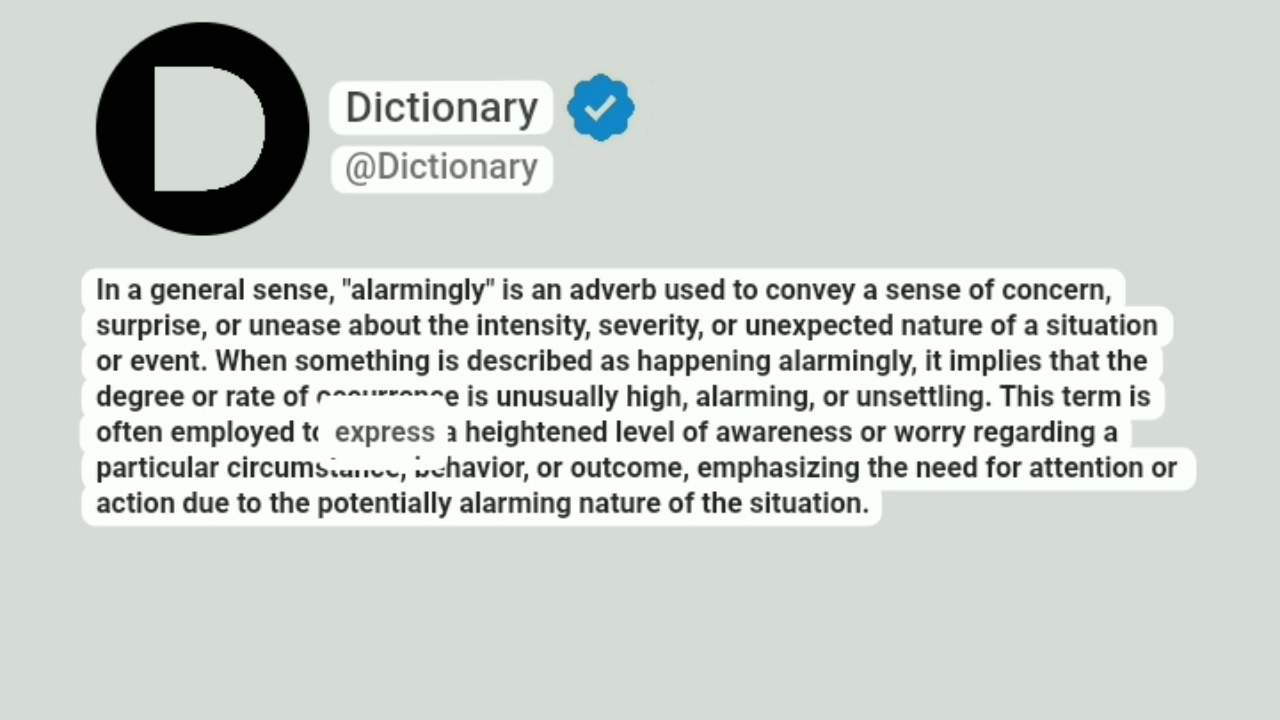 D
Dictionary
@Dictionary
In a general sense, "alarmingly" is an adverb used to convey a sense of concern,
surprise, or unease about the intensity, severity, or unexpected nature of a situation
or event. When something is described as happening alarmingly, it implies that the
degree or rate of occurrence is unusually high, alarming, or unsettling. This term is
often employed to express a heightened level of awareness or worry regarding a
particular circumstance, behavior, or outcome, emphasizing the need for attention or
action due to the potentially alarming nature of the situation.